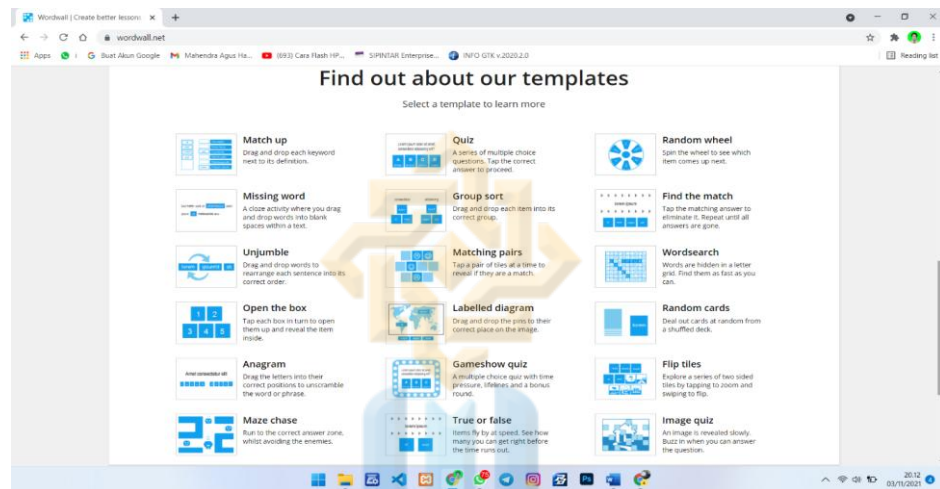 Wordwall | Create better lessons
wordwall.net
Apps
Buat Akun Google
Mahendra Agus Ha...
(693) Cara Flash HP...
SIPINTAR Enterprise...
INFO GTK v.2020.2.0
Reading list
Find out about our templates
Select a template to learn more
Match up
Drag and drop each keyword
next to its definition.
Quiz
A series of multiple choice
questions. Tap the correct
answer to proceed.
Random wheel
Spin the wheel to see which
item comes up next.
Missing word
A cloze activity where you drag
and drop words into blank
spaces within a text.
Group sort
Drag and drop each item into its
correct group.
Find the match
Tap the matching answer to
eliminate it. Repeat until all
answers are gone.
Unjumble
Drag and drop words to
rearrange each sentence into its
correct order.
Matching pairs
Tap a pair of tiles at a time to
reveal if they are a match.
Wordsearch
Words are hidden in a letter
grid. Find them as fast as you
can.
1 2
3 4 5
Open the box
Tap each box in turn to open
them up and reveal the item
inside.
Labelled diagram
Drag and drop the pins to their
correct place on the image.
Random cards
Deal out cards at random from
a shuffled deck.
Anagram
Drag the letters into their
correct positions to unscramble
the word or phrase.
Gameshow quiz
A multiple choice quiz with time
pressure, lifelines and a bonus
round.
Flip tiles
Explore a series of two sided
tiles by tapping to zoom and
swiping to flip.
Maze chase
Run to the correct answer zone,
whilst avoiding the enemies.
True or false
Items fly by at speed. See how
many you can get right before
the time runs out.
Image quiz
An image is revealed slowly.
Buzz in when you can answer
the question.
20.12
03/11/2021